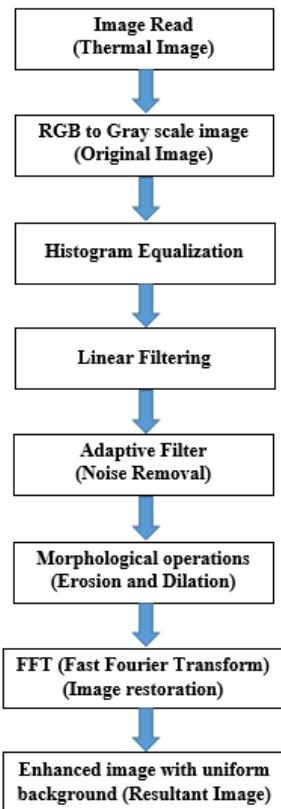 Image Read
(Thermal Image)
RGB to Gray scale image
(Original Image)
Histogram Equalization
Linear Filtering
Adaptive Filter
(Noise Removal)
Morphological operations
(Erosion and Dilation)
FFT (Fast Fourier Transform)
(Image restoration)
Enhanced image with uniform
background (Resultant Image)